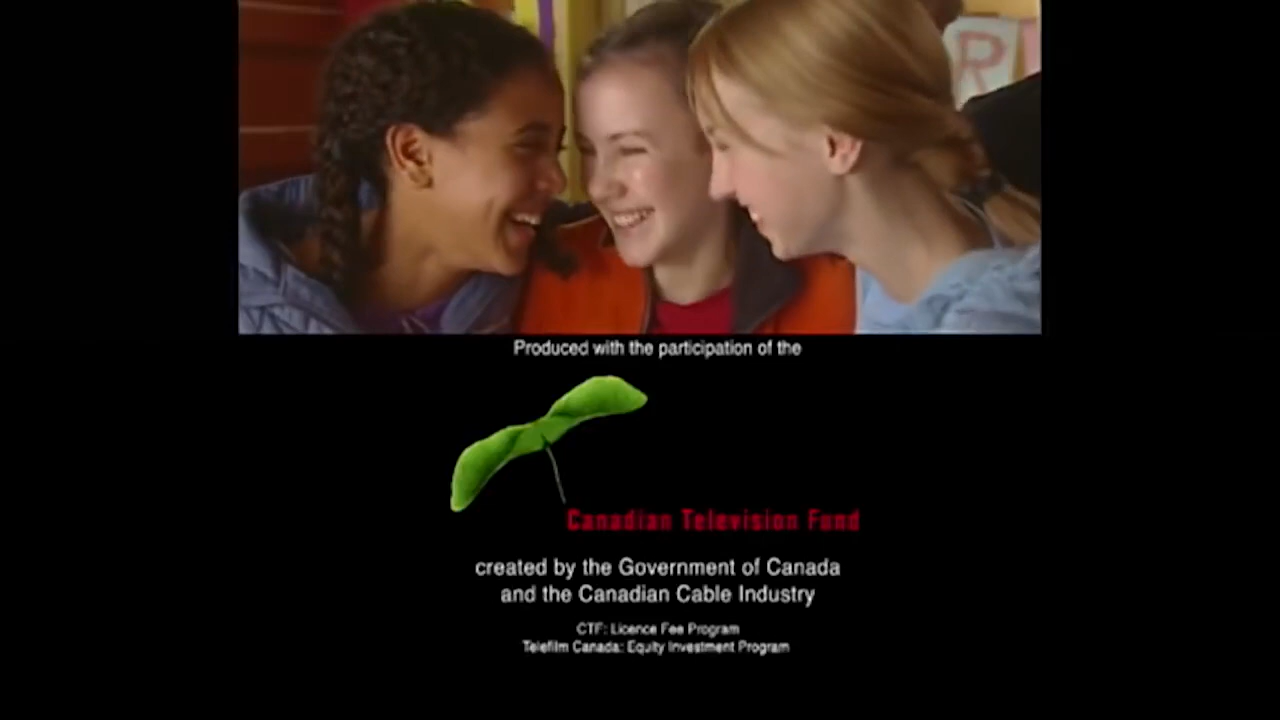 R
Produced with the participation of the
Canadian Television Fund
created by the Government of Canada
and the Canadian Cable Industry
CTF: Licence Fee Program
Telefilm Canada: Equity Investment Program